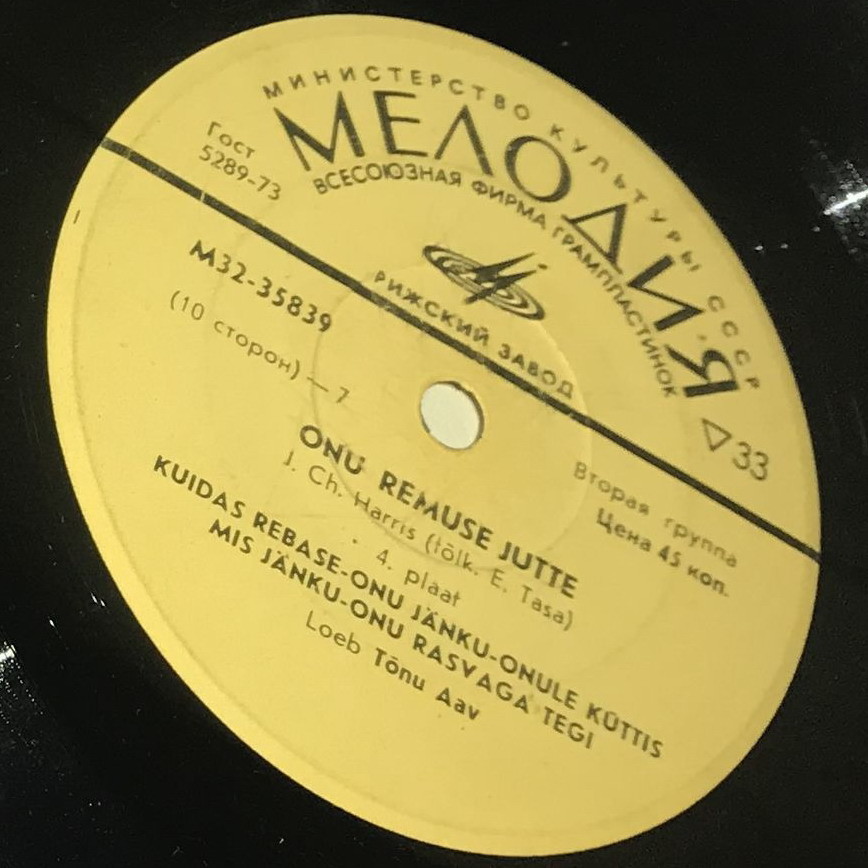 МИНИСТЕРСТВО КУЛЬТУРЫ СССР
МЕЛОДИЯ
ВСЕСОЮЗНАЯ ФИРМА ГРАМПЛАСТИНОК
Гост
5289-73
РИЖСКИЙ ЗАВОД
▷33
М32-35839
(10 сторон) — 7
Вторая группа
Цена 45 коп.
ONU REMUSE JUTTE
J. Ch. Harris (tõlk. E. Tasa)
4. plaat
KUIDAS REBASE-ONU JÄNKU-ONULE KÜTTIS
MIS JÄNKU-ONU RASVAGA TEGI
Loeb Tõnu Aav